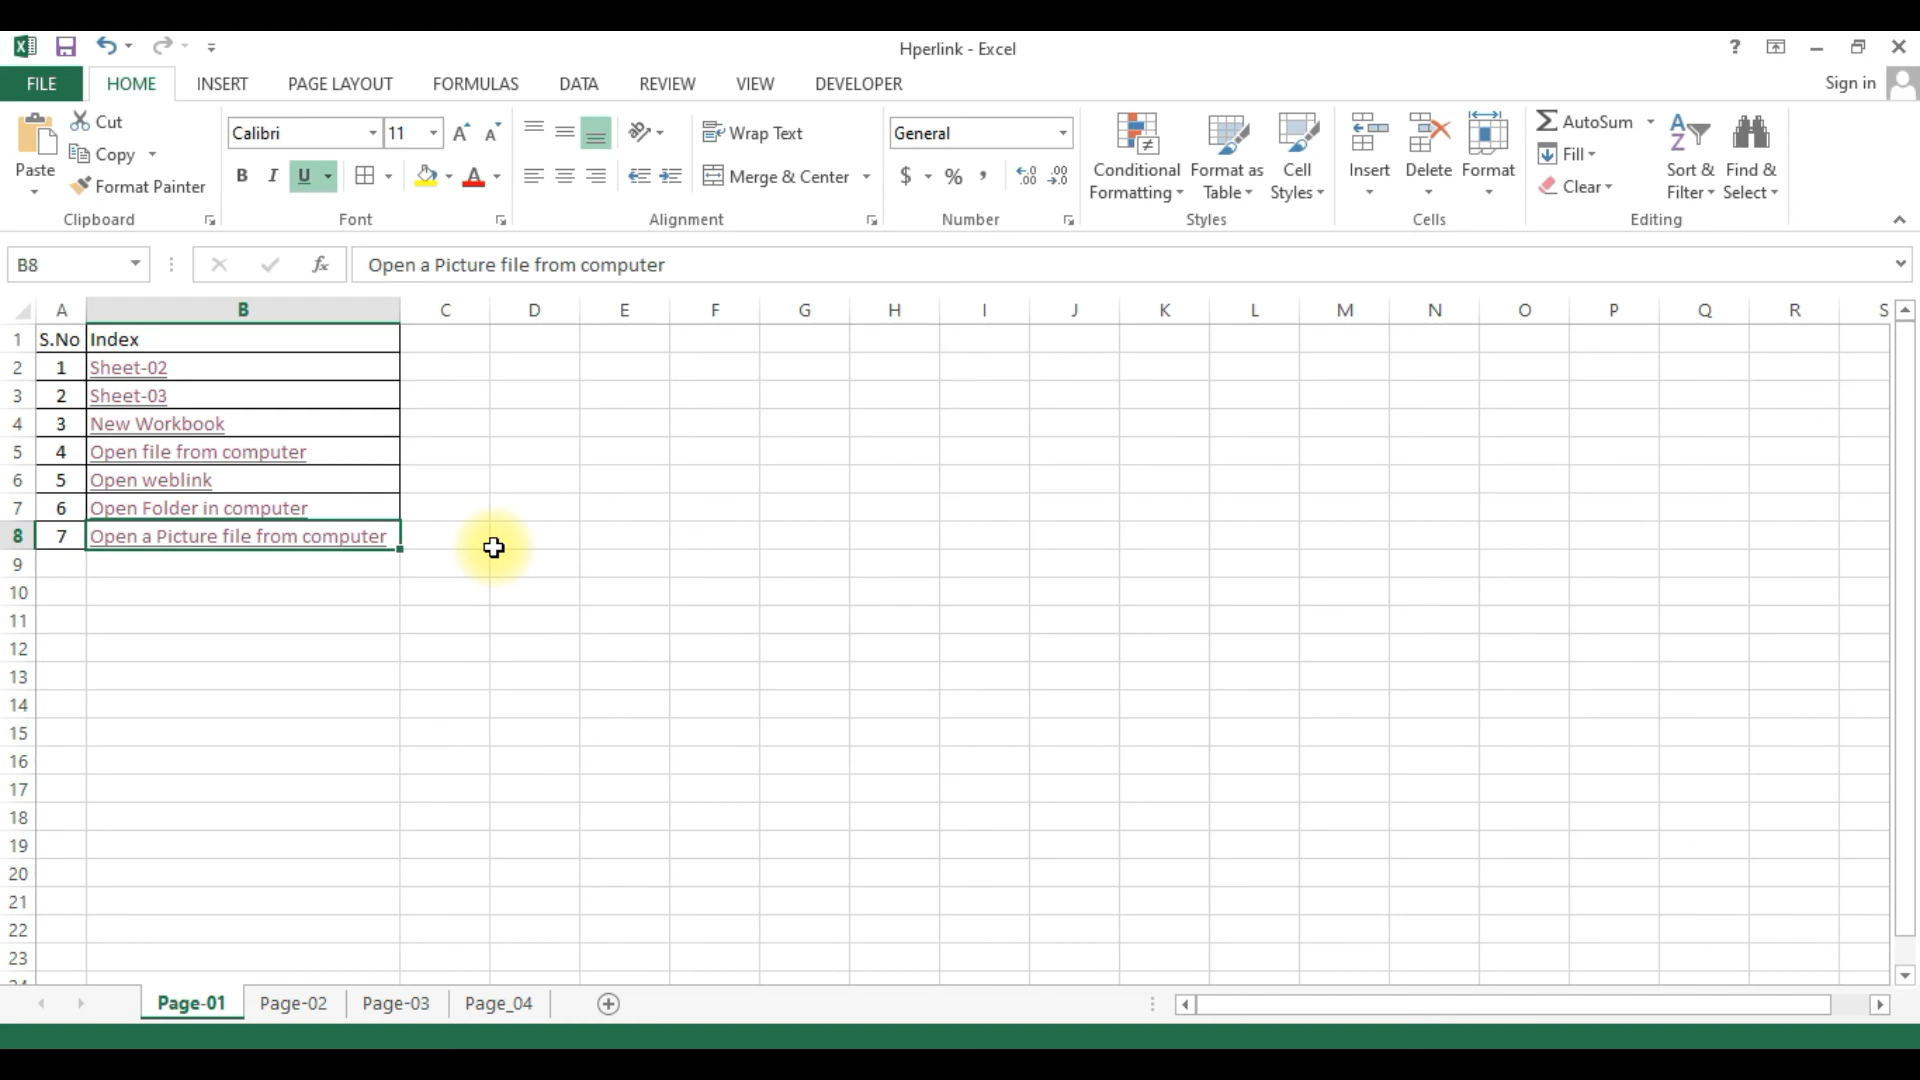 Hperlink - Excel
?
FILE HOME INSERT PAGE LAYOUT FORMULAS DATA REVIEW VIEW DEVELOPER Sign in
Paste
Cut
Copy
Format Painter
Clipboard
Calibri 11
B I U
Font
Wrap Text
Merge & Center
Alignment
General
$ % ,
Number
Conditional Formatting
Format as Table
Cell Styles
Styles
Insert Delete Format
Cells
AutoSum
Fill
Clear
Sort & Filter
Find & Select
Editing
B8 fx Open a Picture file from computer
A B C D E F G H I J K L M N O P Q R S
1 S.No Index
2 1 Sheet-02
3 2 Sheet-03
4 3 New Workbook
5 4 Open file from computer
6 5 Open weblink
7 6 Open Folder in computer
8 7 Open a Picture file from computer
9
10
11
12
13
14
15
16
17
18
19
20
21
22
23
24
Page-01 Page-02 Page-03 Page_04